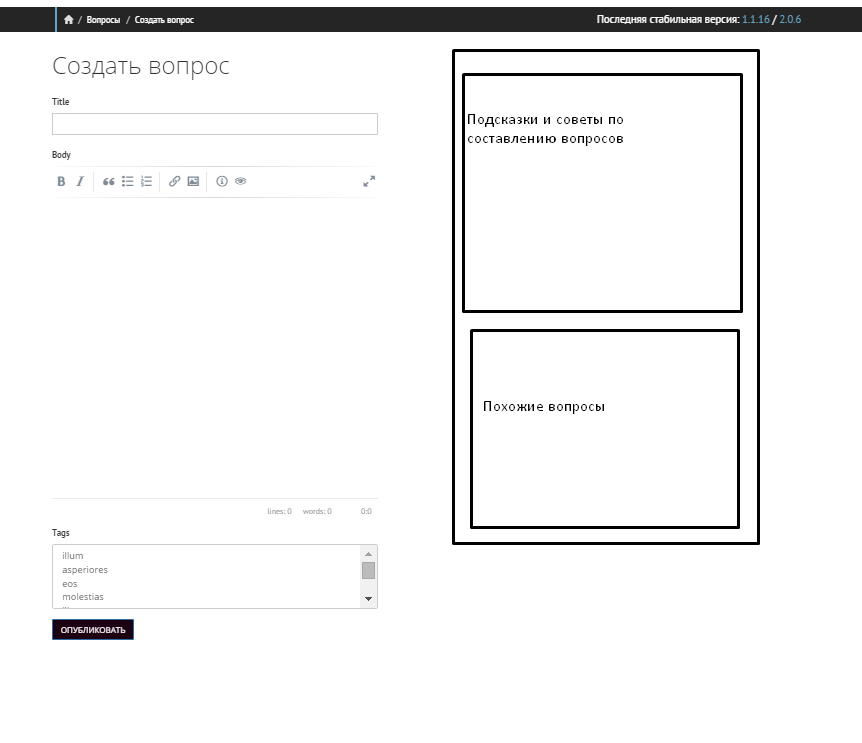 / Вопросы / Создать вопрос
Последняя стабильная версия: 1.1.16 / 2.0.6
Создать вопрос
Title
Body
B I
lines: 0 words: 0 0:0
Tags
illum
asperiores
eos
molestias
ОПУБЛИКОВАТЬ
Подсказки и советы по
составлению вопросов
Похожие вопросы